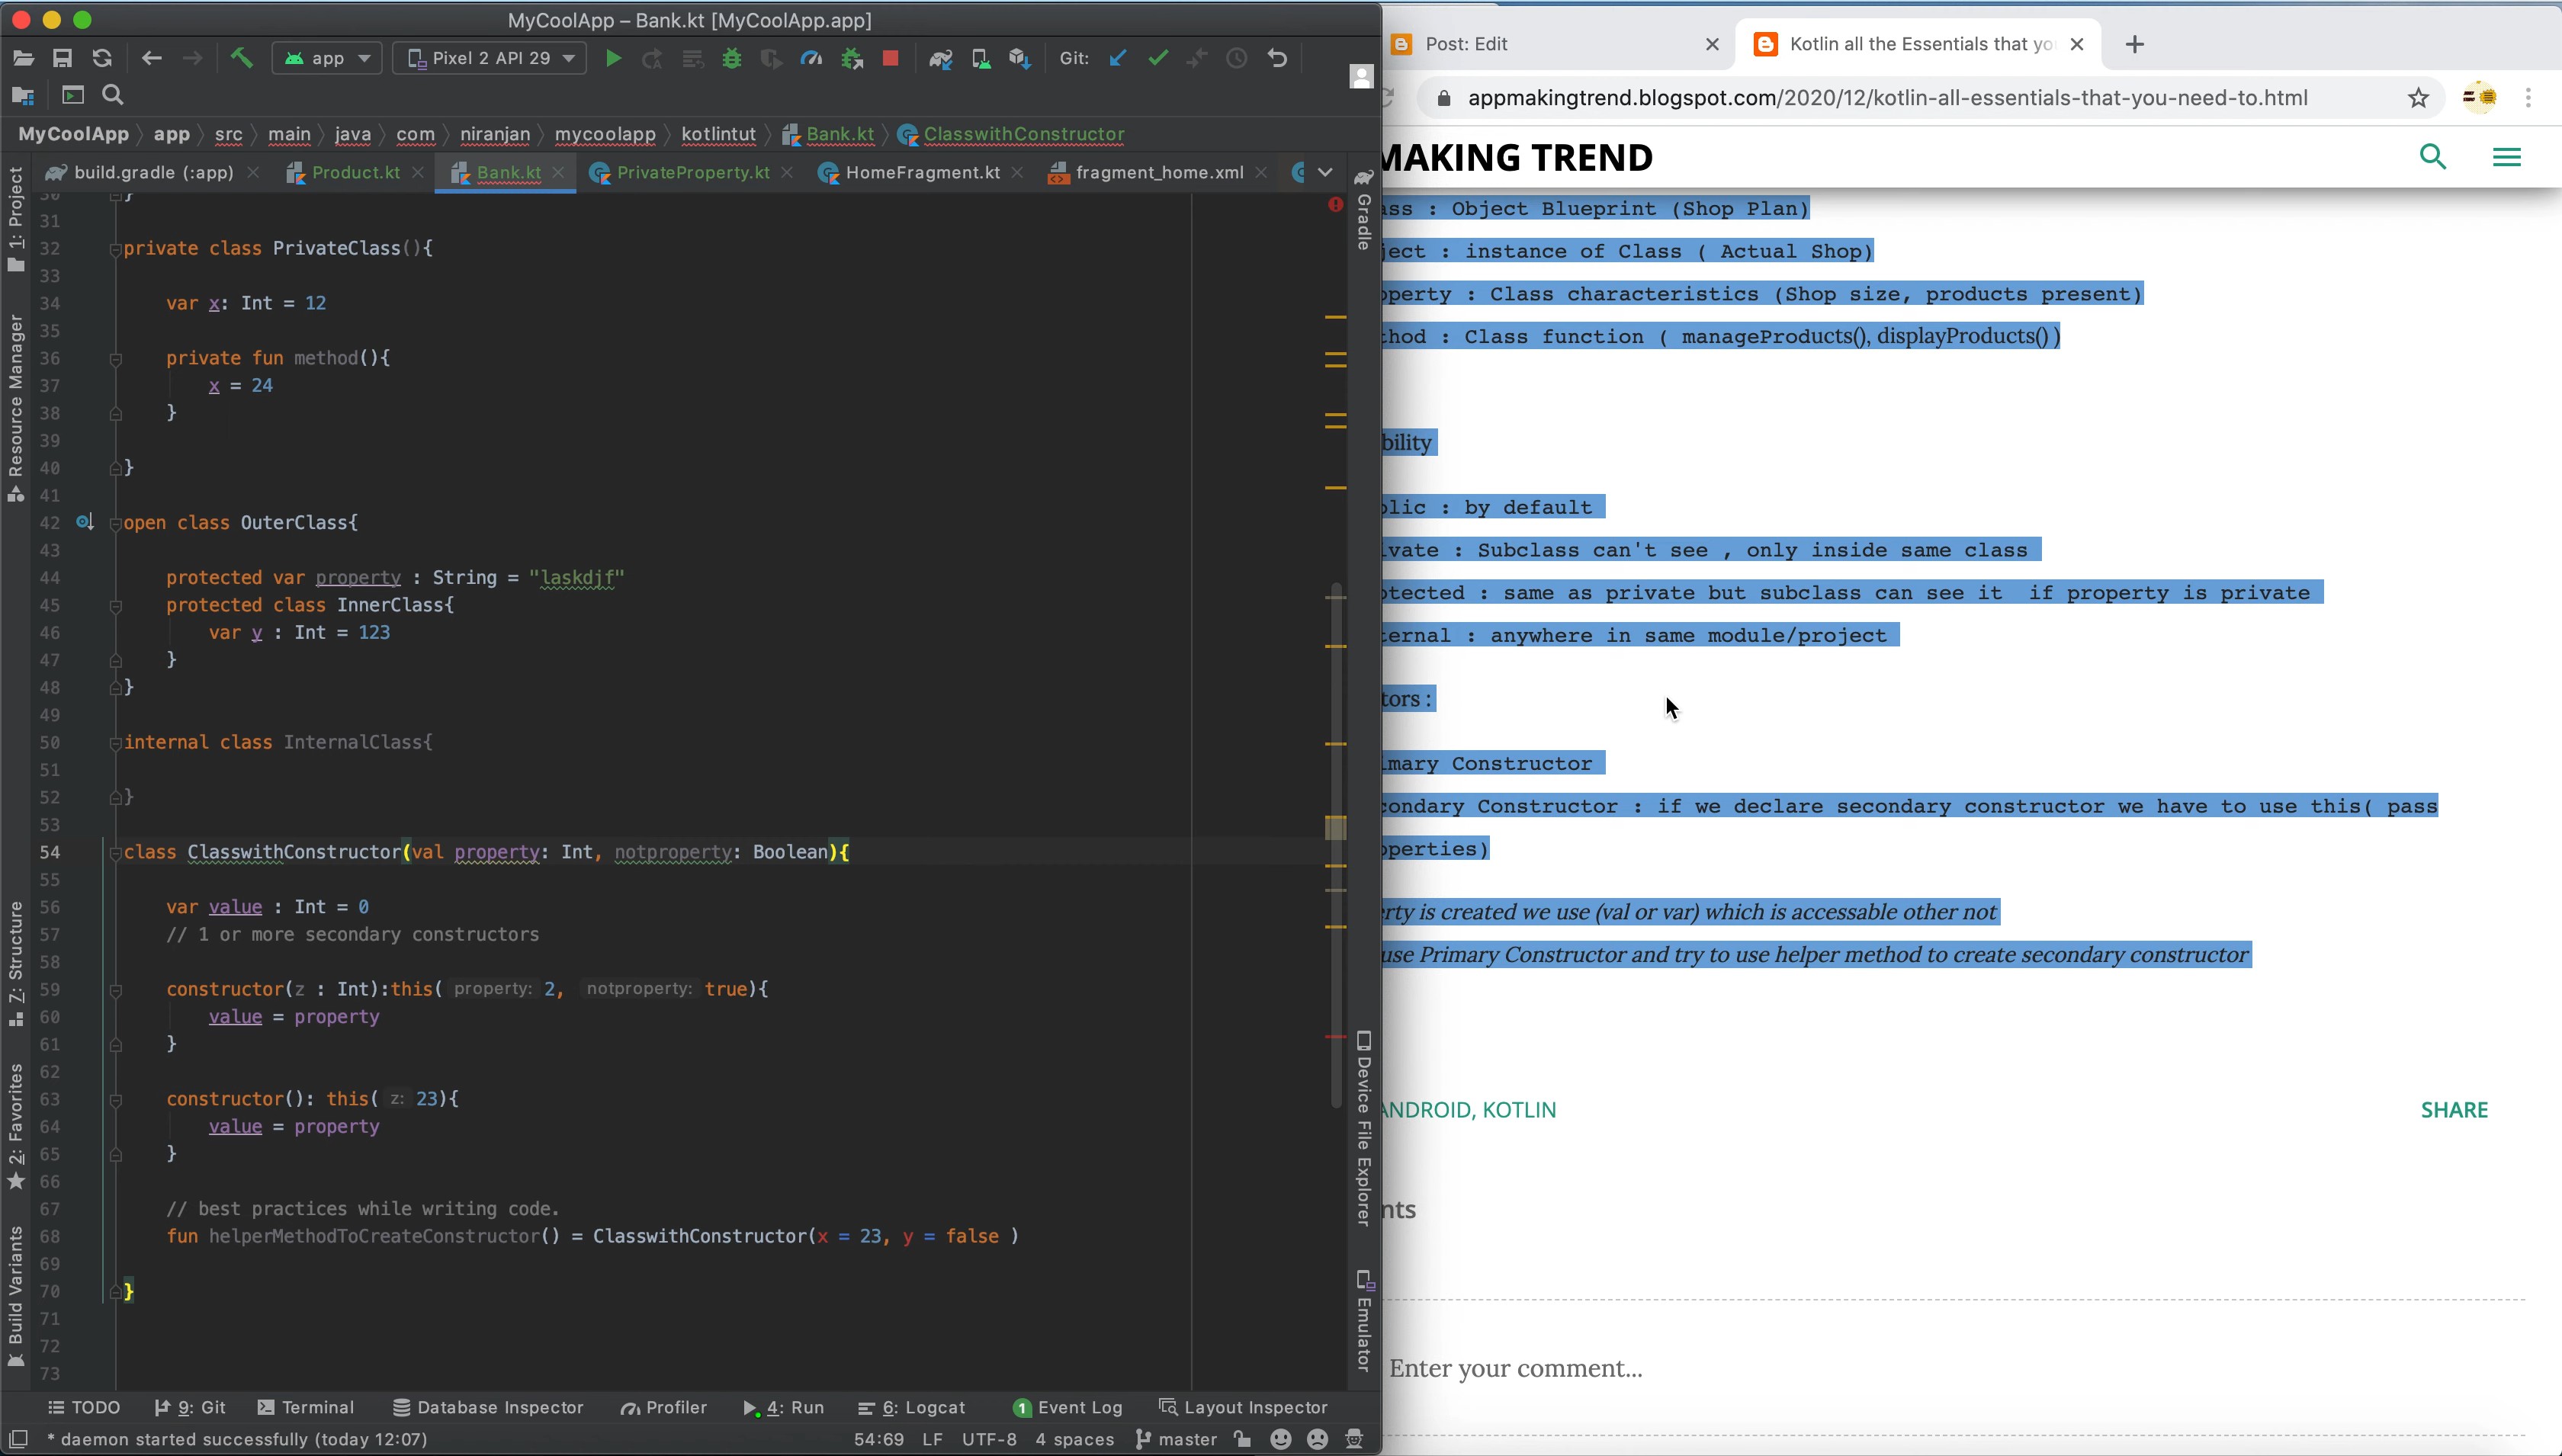 MyCoolApp – Bank.kt [MyCoolApp.app]
app
Pixel 2 API 29
Git:
MyCoolApp app src main java com niranjan mycoolapp kotlintut Bank.kt ClasswithConstructor
build.gradle (:app) Product.kt Bank.kt PrivateProperty.kt HomeFragment.kt fragment_home.xml
1: Project
Resource Manager
Z: Structure
2: Favorites
Build Variants
30 }
31
32 private class PrivateClass(){
33
34 var x: Int = 12
35
36 private fun method(){
37 x = 24
38 }
39
40 }
41
42 open class OuterClass{
43
44 protected var property : String = "laskdjf"
45 protected class InnerClass{
46 var y : Int = 123
47 }
48 }
49
50 internal class InternalClass{
51
52 }
53
54 class ClasswithConstructor(val property: Int, notproperty: Boolean){
55
56 var value : Int = 0
57 // 1 or more secondary constructors
58
59 constructor(z : Int):this( property: 2, notproperty: true){
60 value = property
61 }
62
63 constructor(): this( z: 23){
64 value = property
65 }
66
67 // best practices while writing code.
68 fun helperMethodToCreateConstructor() = ClasswithConstructor(x = 23, y = false )
69
70 }
71
72
73
Gradle
Device File Explorer
Emulator
TODO 9: Git Terminal Database Inspector Profiler 4: Run 6: Logcat 1 Event Log Layout Inspector
* daemon started successfully (today 12:07) 54:69 LF UTF-8 4 spaces master
Post: Edit
Kotlin all the Essentials that yo
appmakingtrend.blogspot.com/2020/12/kotlin-all-essentials-that-you-need-to.html
MAKING TREND
ass : Object Blueprint (Shop Plan)
ject : instance of Class ( Actual Shop)
operty : Class characteristics (Shop size, products present)
thod : Class function ( manageProducts(), displayProducts() )
bility
blic : by default
ivate : Subclass can't see , only inside same class
otected : same as private but subclass can see it if property is private
ternal : anywhere in same module/project
tors :
imary Constructor
condary Constructor : if we declare secondary constructor we have to use this( pass
operties)
erty is created we use (val or var) which is accessable other not
use Primary Constructor and try to use helper method to create secondary constructor
ANDROID, KOTLIN
SHARE
nts
Enter your comment...